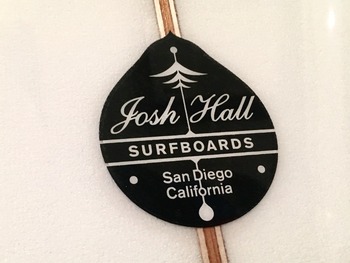 Josh Hall
SURFBOARDS
San Diego
California